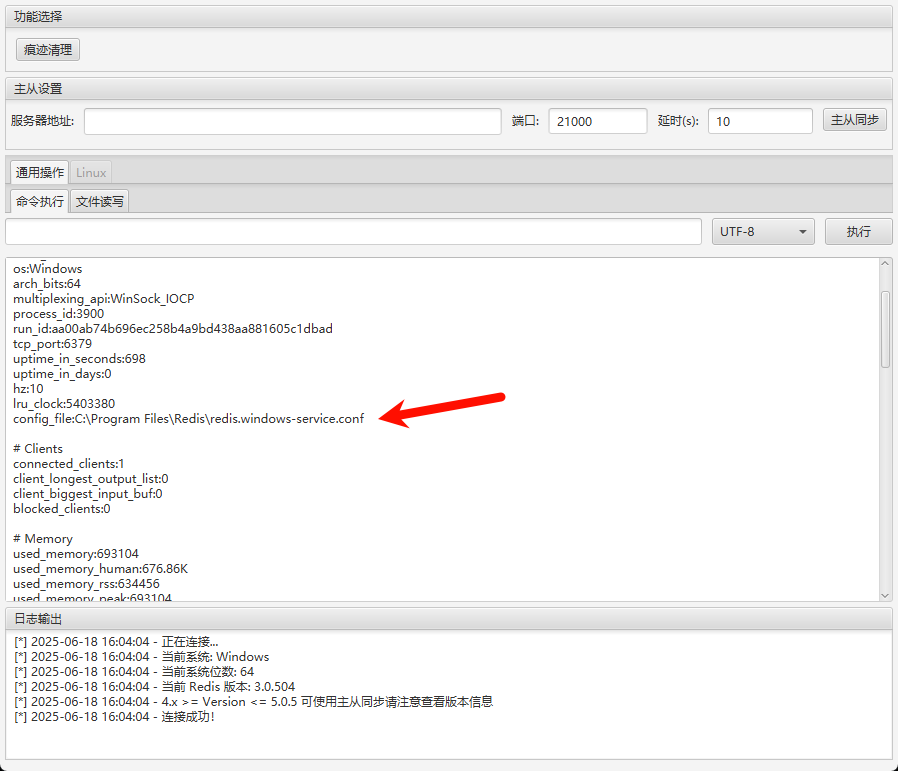 功能选择
痕迹清理
主从设置
服务器地址: 端口: 21000 延时(s): 10 主从同步
通用操作 Linux
命令执行 文件读写
UTF-8 执行
os:Windows
arch_bits:64
multiplexing_api:WinSock_IOCP
process_id:3900
run_id:aa00ab74b696ec258b4a9bd438aa881605c1dbad
tcp_port:6379
uptime_in_seconds:698
uptime_in_days:0
hz:10
lru_clock:5403380
config_file:C:\Program Files\Redis\redis.windows-service.conf
# Clients
connected_clients:1
client_longest_output_list:0
client_biggest_input_buf:0
blocked_clients:0
# Memory
used_memory:693104
used_memory_human:676.86K
used_memory_rss:634456
used_memory_peak:693104
日志输出
[*] 2025-06-18 16:04:04 - 正在连接...
[*] 2025-06-18 16:04:04 - 当前系统: Windows
[*] 2025-06-18 16:04:04 - 当前系统位数: 64
[*] 2025-06-18 16:04:04 - 当前 Redis 版本: 3.0.504
[*] 2025-06-18 16:04:04 - 4.x >= Version <= 5.0.5 可使用主从同步请注意查看版本信息
[*] 2025-06-18 16:04:04 - 连接成功!